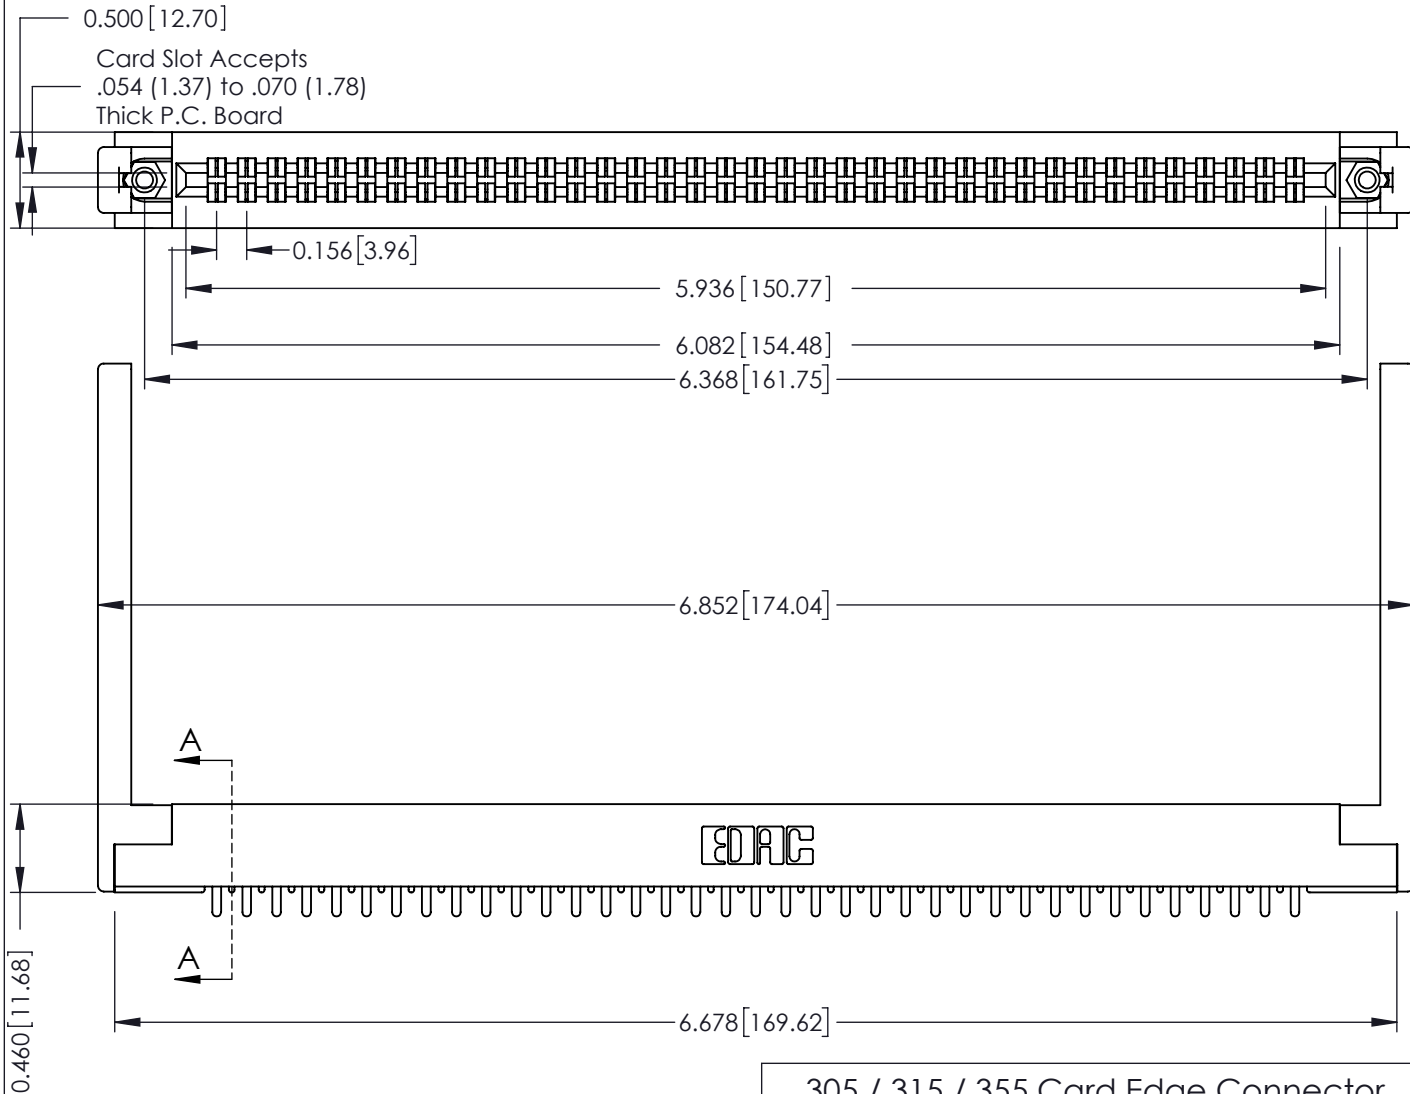 0.500[12.70]
Card Slot Accepts
.054 (1.37) to .070 (1.78)
Thick P.C. Board
0.156[3.96]
5.936[150.77]
6.082[154.48]
6.368[161.75]
6.852[174.04]
A
EDAC
A
0.460[11.68]
6.678[169.62]
305 / 315 / 355 Card Edge Connector